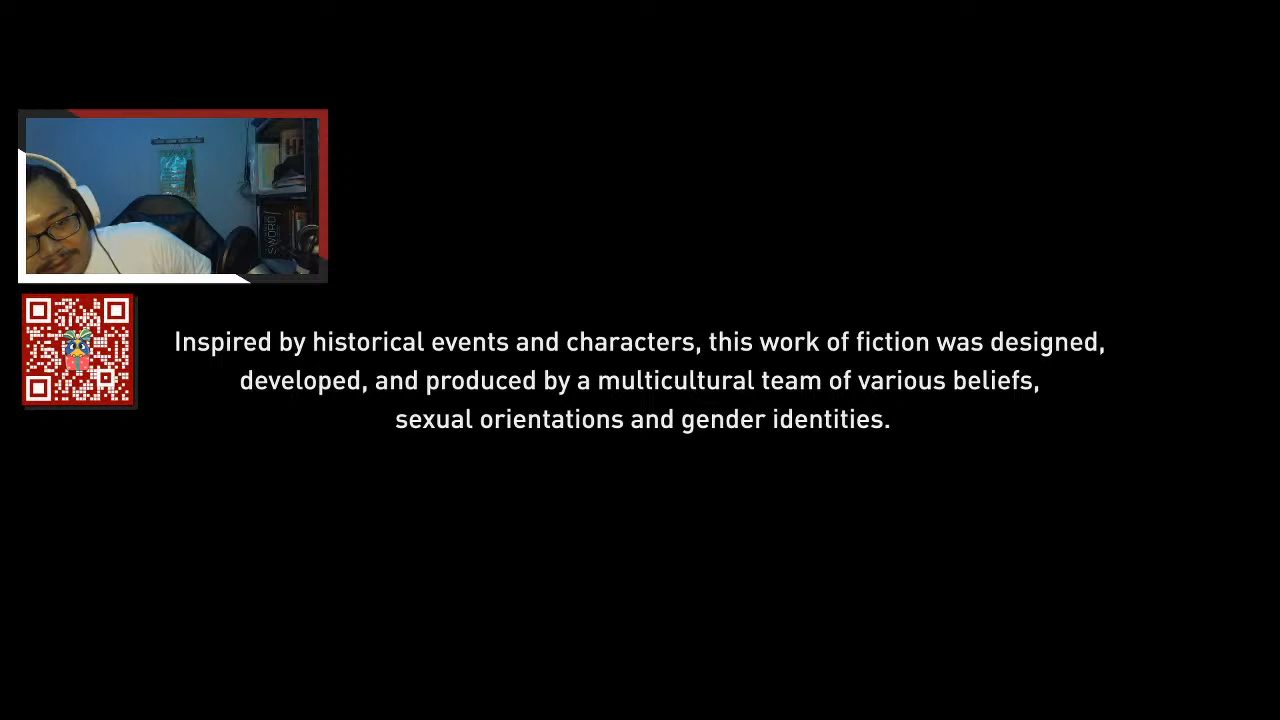 SWORD
Inspired by historical events and characters, this work of fiction was designed,
developed, and produced by a multicultural team of various beliefs,
sexual orientations and gender identities.